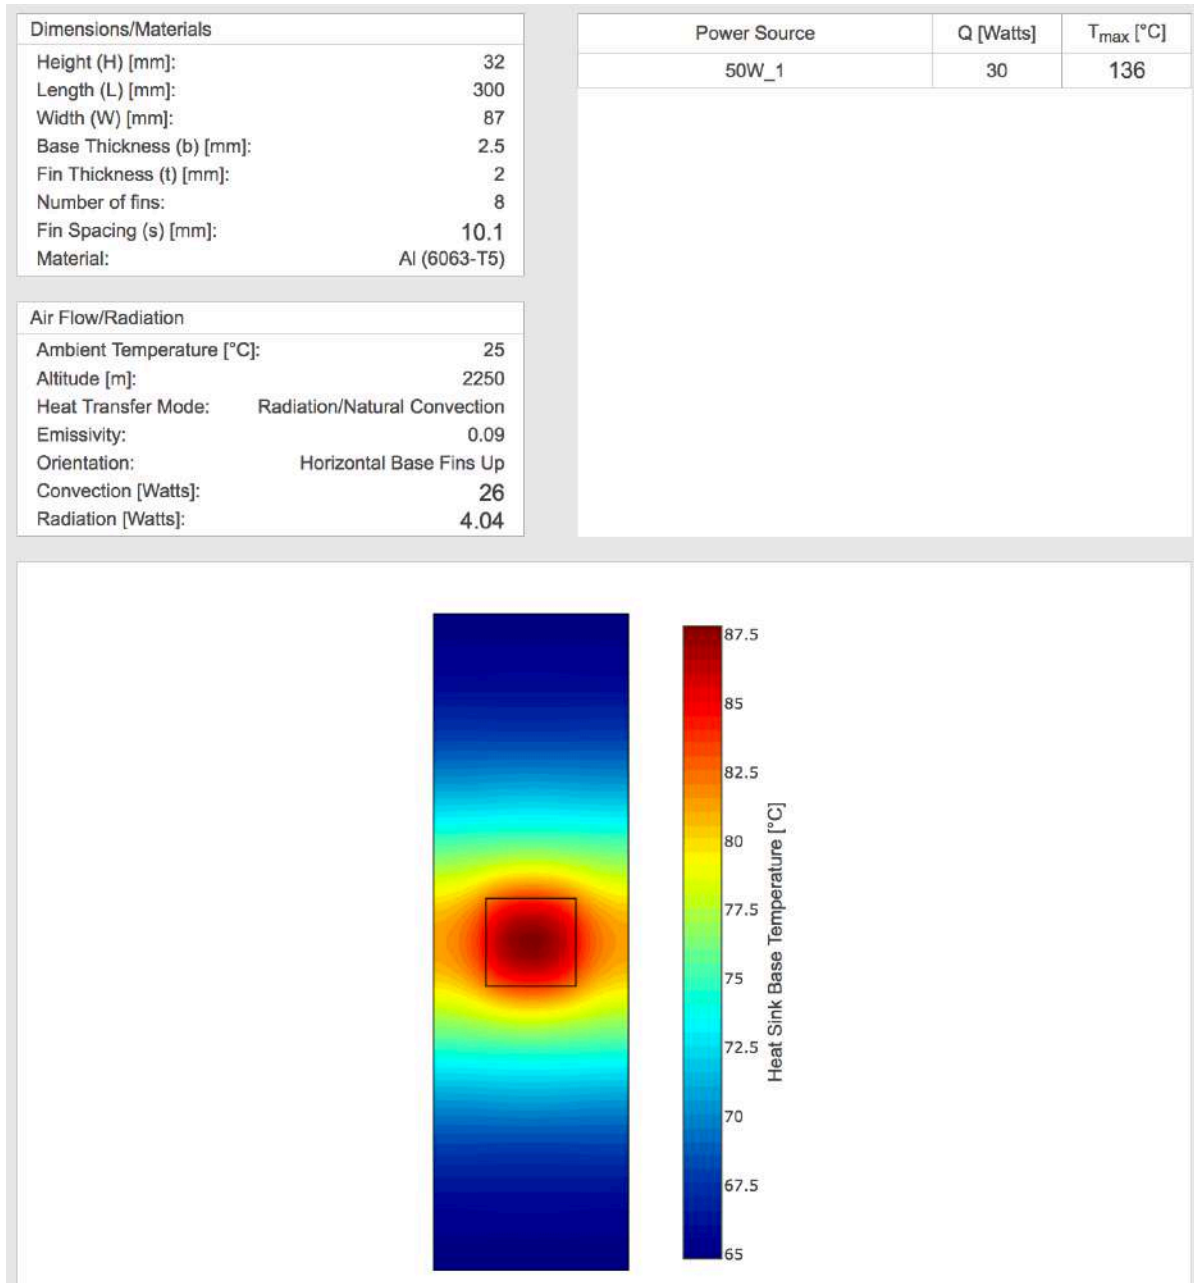 Dimensions/Materials
Height (H) [mm]: 32
Length (L) [mm]: 300
Width (W) [mm]: 87
Base Thickness (b) [mm]: 2.5
Fin Thickness (t) [mm]: 2
Number of fins: 8
Fin Spacing (s) [mm]: 10.1
Material: Al (6063-T5)
Air Flow/Radiation
Ambient Temperature [°C]: 25
Altitude [m]: 2250
Heat Transfer Mode: Radiation/Natural Convection
Emissivity: 0.09
Orientation: Horizontal Base Fins Up
Convection [Watts]: 26
Radiation [Watts]: 4.04
Power Source Q [Watts] Tmax [°C]
50W_1 30 136
87.5
85
82.5
80
77.5
75
72.5
70
67.5
65
Heat Sink Base Temperature [°C]